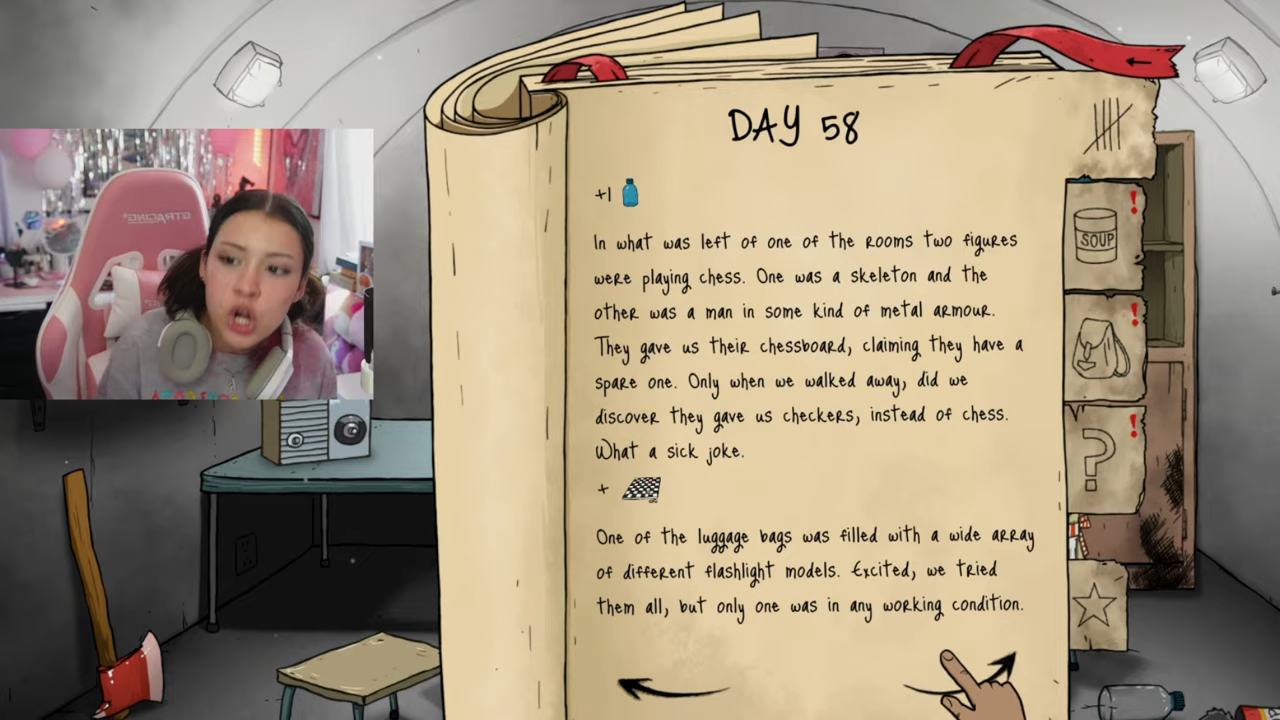 DAY 58
+1
In what was left of one of the rooms two figures
were playing chess. One was a skeleton and the
other was a man in some kind of metal armour.
They gave us their chessboard, claiming they have a
spare one. Only when we walked away, did we
discover they gave us checkers, instead of chess.
What a sick joke.
+
One of the luggage bags was filled with a wide array
of different flashlight models. Excited, we tried
them all, but only one was in any working condition.
!
SOUP
!
!
?
GTRACING